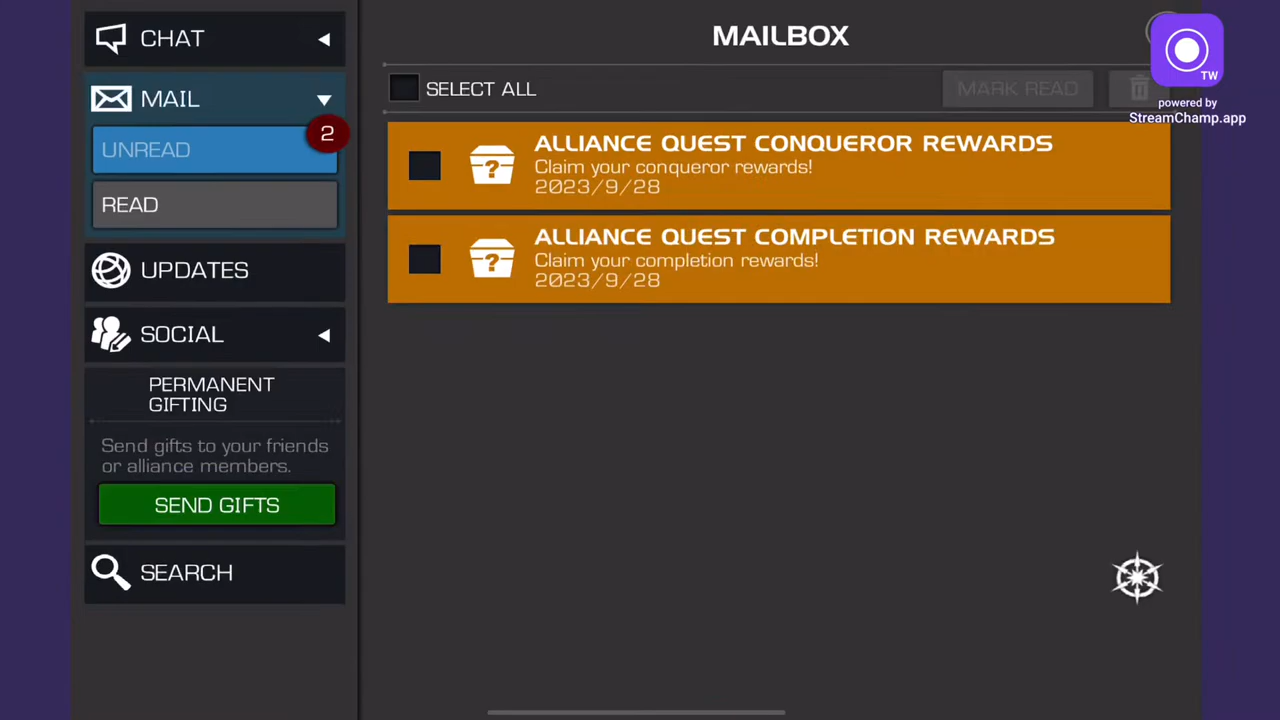 CHAT
MAIL
2
UNREAD
READ
UPDATES
SOCIAL
PERMANENT
GIFTING
Send gifts to your friends
or alliance members.
SEND GIFTS
SEARCH
MAILBOX
SELECT ALL
MARK READ
TW
powered by
StreamChamp.app
ALLIANCE QUEST CONQUEROR REWARDS
Claim your conqueror rewards!
2023/9/28
ALLIANCE QUEST COMPLETION REWARDS
Claim your completion rewards!
2023/9/28